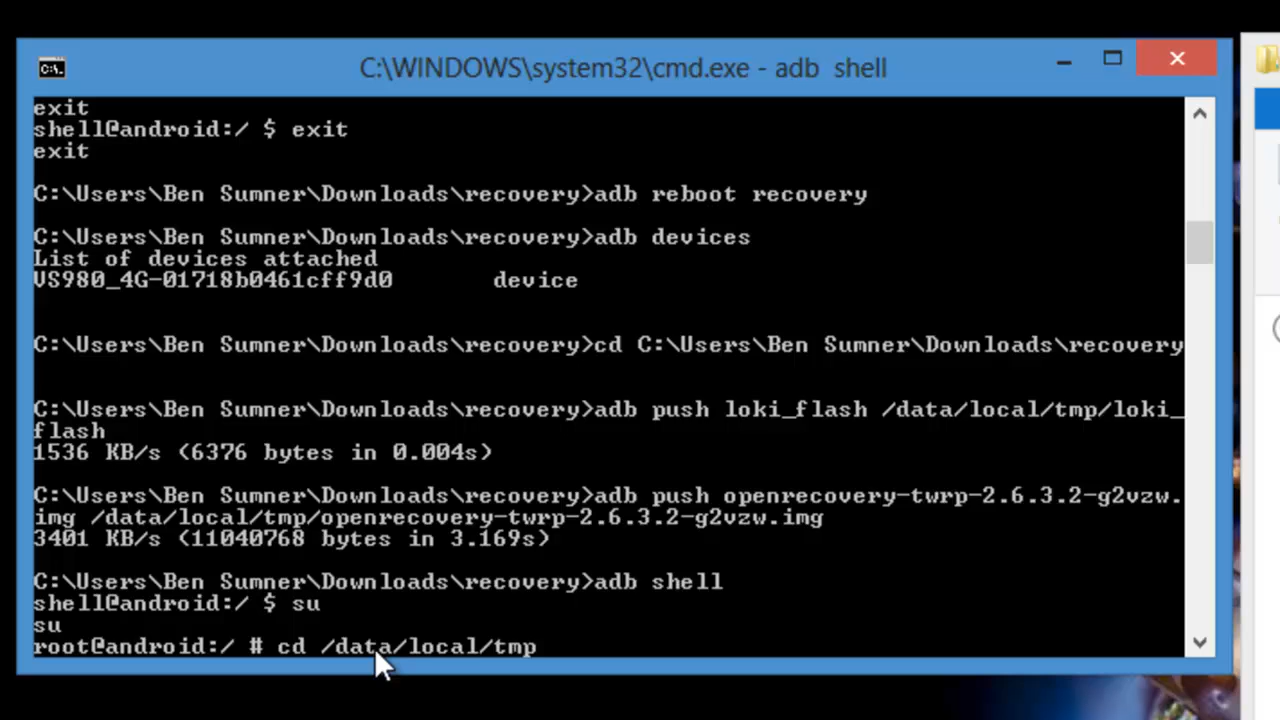 C:\WINDOWS\system32\cmd.exe - adb  shell
exit
shell@android:/ $ exit
exit
C:\Users\Ben Sumner\Downloads\recovery>adb reboot recovery
C:\Users\Ben Sumner\Downloads\recovery>adb devices
List of devices attached
VS980_4G-01718b0461cff9d0       device
C:\Users\Ben Sumner\Downloads\recovery>cd C:\Users\Ben Sumner\Downloads\recovery
C:\Users\Ben Sumner\Downloads\recovery>adb push loki_flash /data/local/tmp/loki_
flash
1536 KB/s (6376 bytes in 0.004s)
C:\Users\Ben Sumner\Downloads\recovery>adb push openrecovery-twrp-2.6.3.2-g2vzw.
img /data/local/tmp/openrecovery-twrp-2.6.3.2-g2vzw.img
3401 KB/s (11040768 bytes in 3.169s)
C:\Users\Ben Sumner\Downloads\recovery>adb shell
shell@android:/ $ su
su
root@android:/ # cd /data/local/tmp